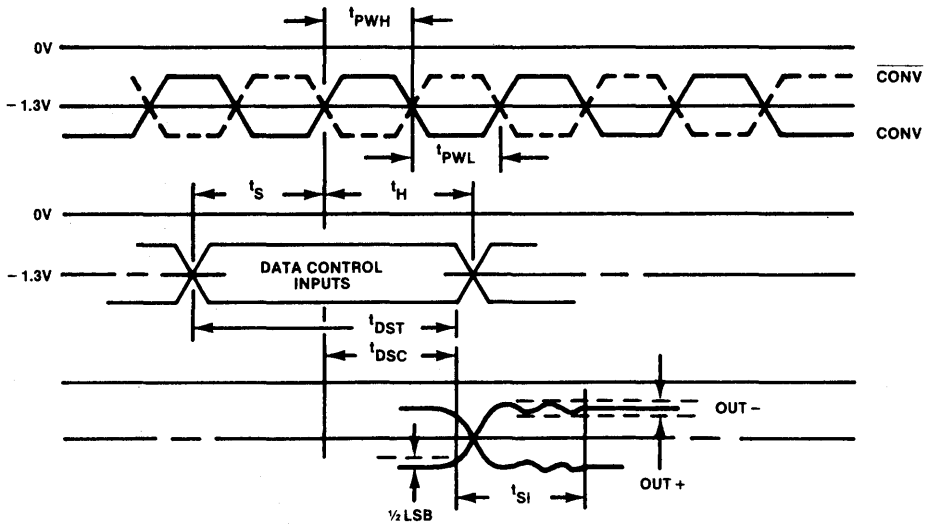 tPWH
0V
CONV
– 1.3V
CONV
tPWL
tS
tH
0V
– 1.3V
DATA CONTROL
INPUTS
tDST
tDSC
OUT –
OUT +
tSI
½ LSB